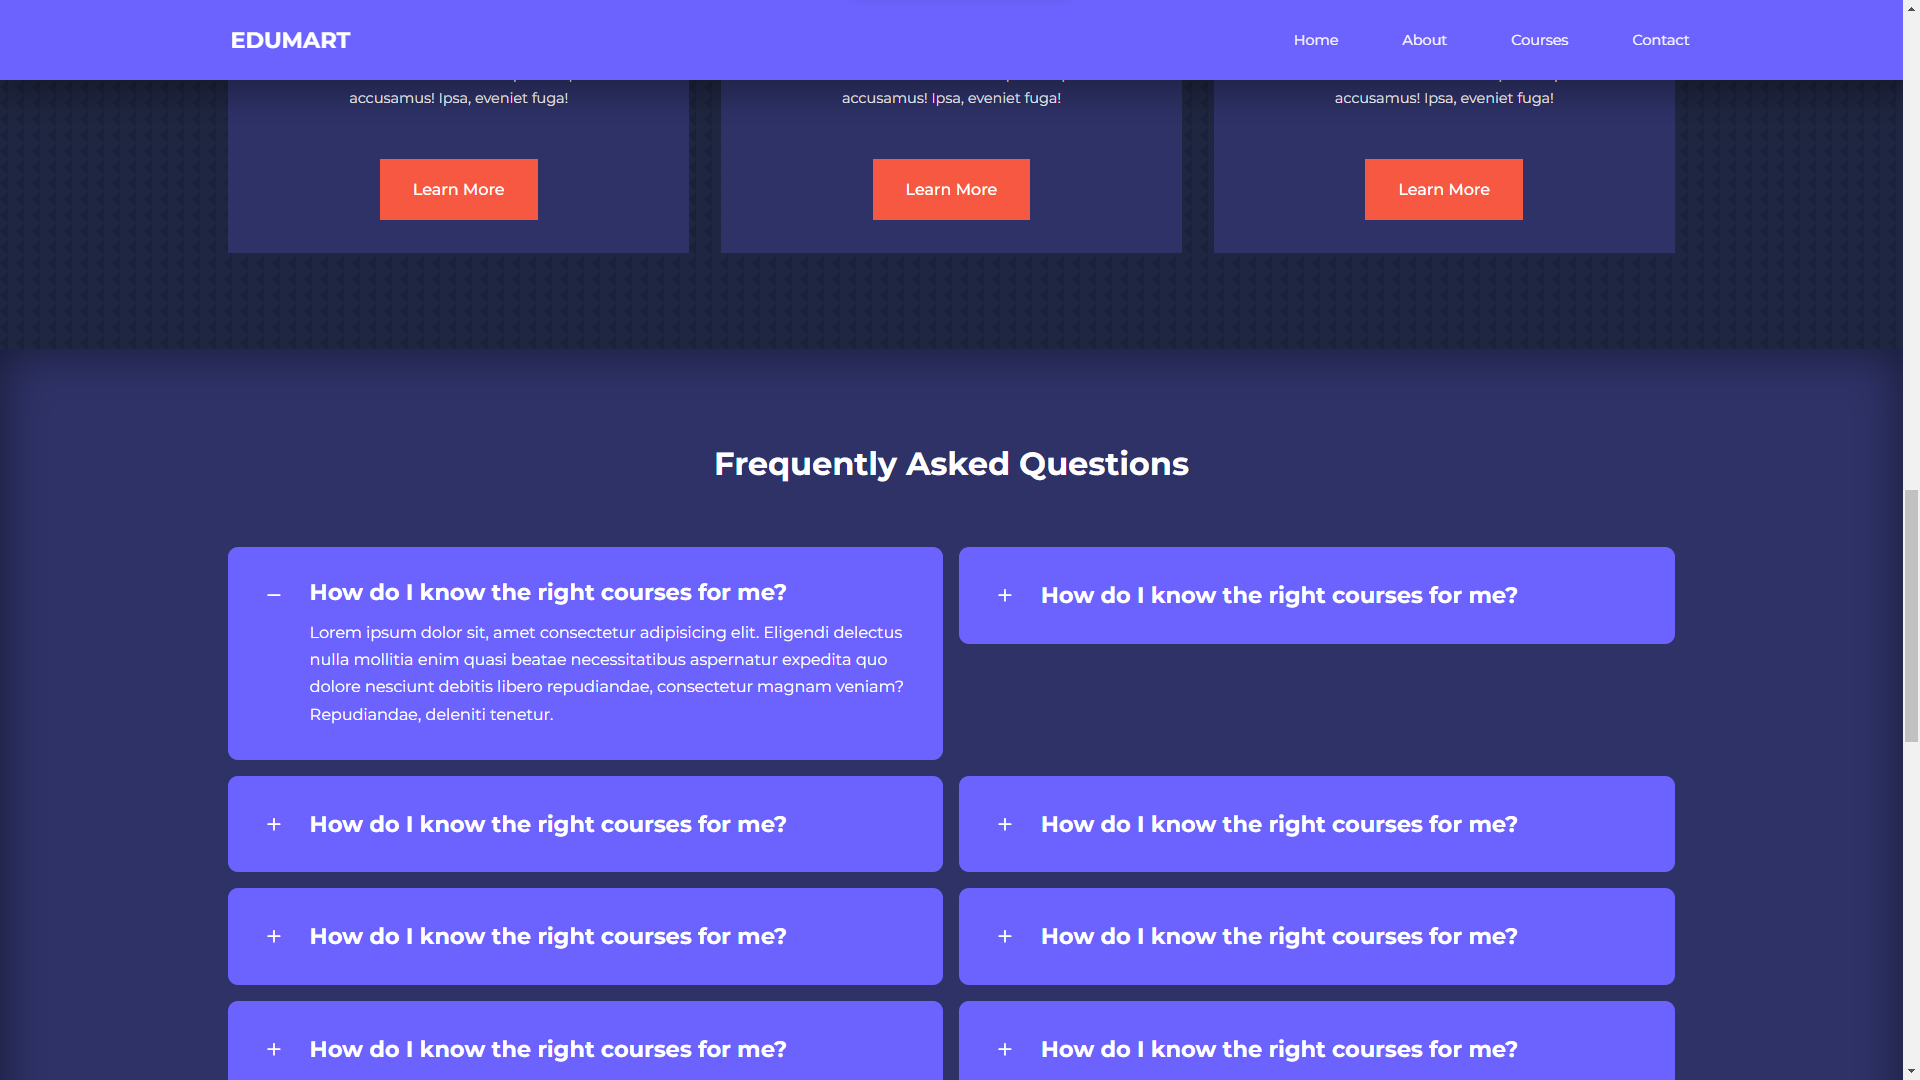 EDUMART
Home
About
Courses
Contact
accusamus! Ipsa, eveniet fuga!
accusamus! Ipsa, eveniet fuga!
accusamus! Ipsa, eveniet fuga!
Learn More
Learn More
Learn More
Frequently Asked Questions
How do I know the right courses for me?
Lorem ipsum dolor sit, amet consectetur adipisicing elit. Eligendi delectus
nulla mollitia enim quasi beatae necessitatibus aspernatur expedita quo
dolore nesciunt debitis libero repudiandae, consectetur magnam veniam?
Repudiandae, deleniti tenetur.
How do I know the right courses for me?
How do I know the right courses for me?
How do I know the right courses for me?
How do I know the right courses for me?
How do I know the right courses for me?
How do I know the right courses for me?
How do I know the right courses for me?